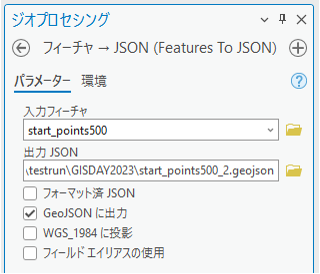 ジオプロセシング
フィーチャ → JSON (Features To JSON)
パラメーター 環境
入力フィーチャ
start_points500
出力 JSON
\testrun\GISDAY2023\start_points500_2.geojson
フォーマット済 JSON
GeoJSON に出力
WGS_1984 に投影
フィールド エイリアスの使用